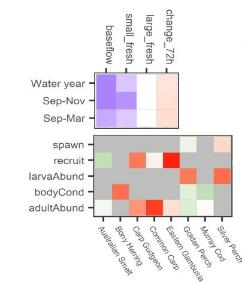 baseflow
small_fresh
large_fresh
change_72h
Water year
Sep-Nov
Sep-Mar
spawn
recruit
larvaAbund
bodyCond
adultAbund
Australian Smelt
Bony Herring
Carp Gudgeon
Common Carp
Eastern Gambusia
Golden Perch
Murray Cod
Silver Perch